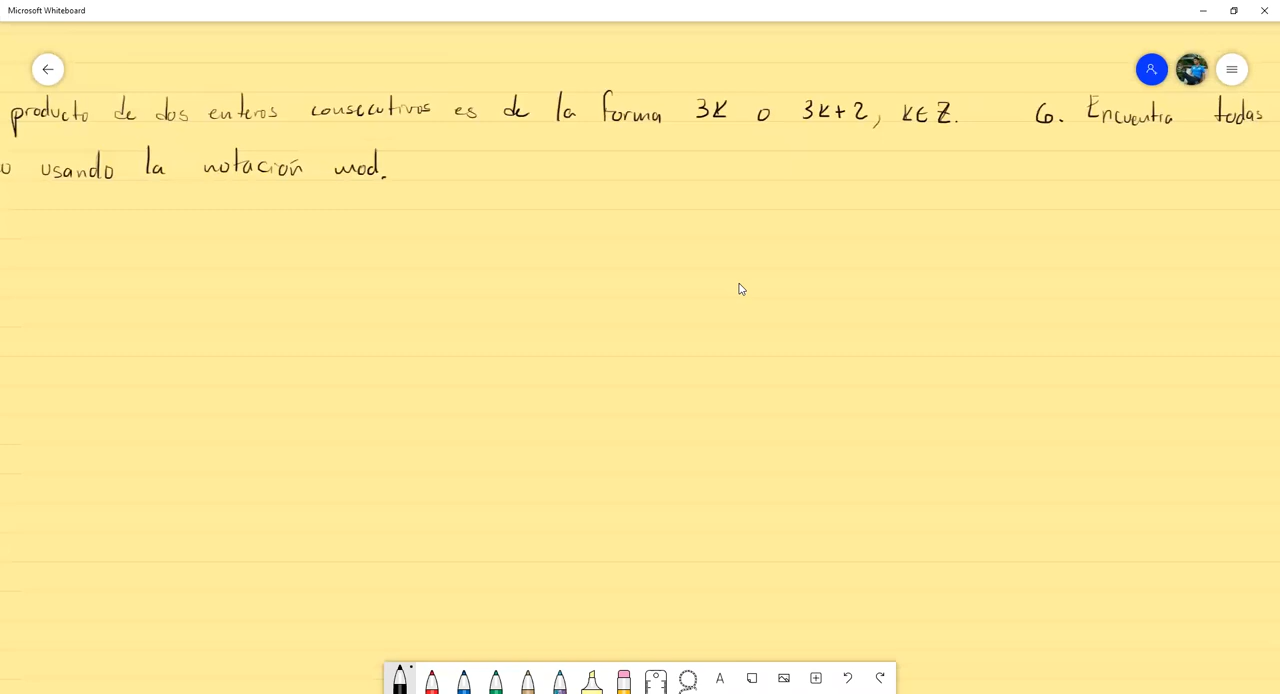 Microsoft Whiteboard
producto de dos enteros consecutivos es de la forma 3K o 3K+2, K∈Z. 6. Encuentra todas
o usando la notación mod.